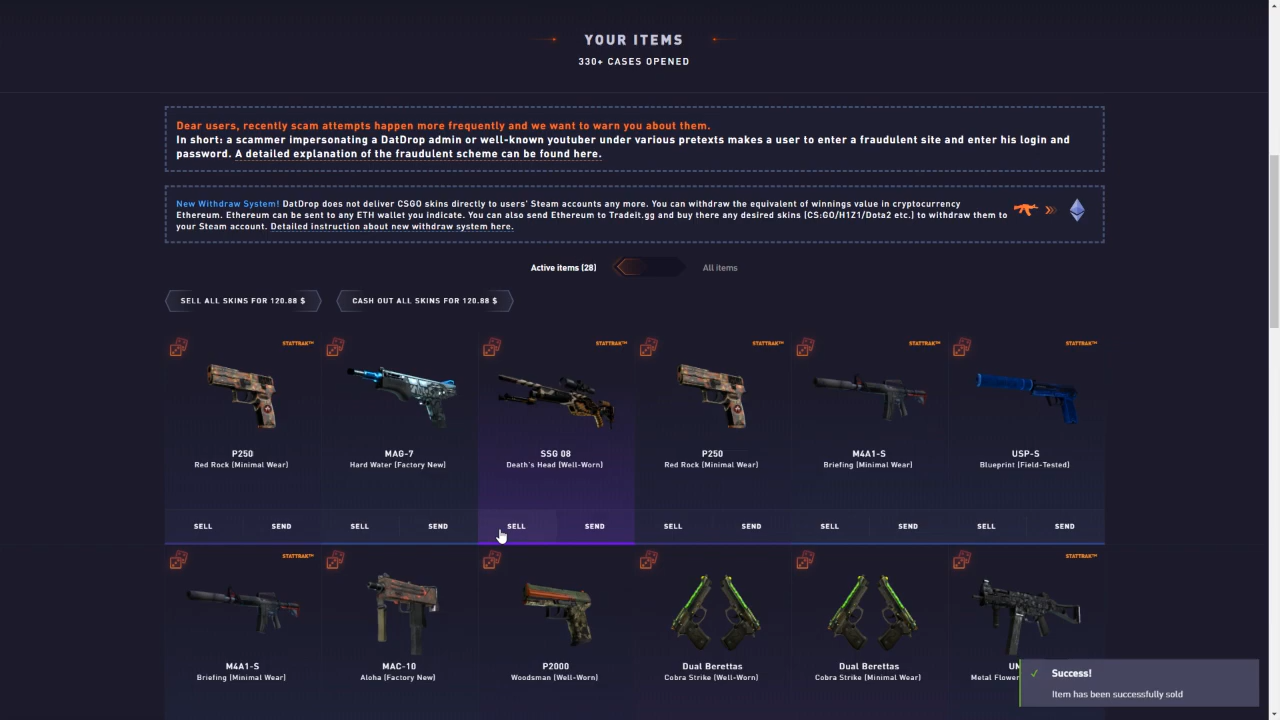 YOUR ITEMS
330+ CASES OPENED
Dear users, recently scam attempts happen more frequently and we want to warn you about them.
In short: a scammer impersonating a DatDrop admin or well-known youtuber under various pretexts makes a user to enter a fraudulent site and enter his login and
password. A detailed explanation of the fraudulent scheme can be found here.
New Withdraw System! DatDrop does not deliver CSGO skins directly to users' Steam accounts any more. You can withdraw the equivalent of winnings value in cryptocurrency
Ethereum. Ethereum can be sent to any ETH wallet you indicate. You can also send Ethereum to Tradeit.gg and buy there any desired skins (CS:GO/H1Z1/Dota2 etc.) to withdraw them to
your Steam account. Detailed instruction about new withdraw system here.
Active items (28) All items
SELL ALL SKINS FOR 120.88 $ CASH OUT ALL SKINS FOR 120.88 $
STATTRAK™ STATTRAK™ STATTRAK™ STATTRAK™ STATTRAK™
P250 MAG-7 SSG 08 P250 M4A1-S USP-S
Red Rock (Minimal Wear) Hard Water (Factory New) Death's Head (Well-Worn) Red Rock (Minimal Wear) Briefing (Minimal Wear) Blueprint (Field-Tested)
SELL SEND SELL SEND SELL SEND SELL SEND SELL SEND SELL SEND
STATTRAK™ STATTRAK™
M4A1-S MAC-10 P2000 Dual Berettas Dual Berettas UM
Briefing (Minimal Wear) Aloha (Factory New) Woodsman (Well-Worn) Cobra Strike (Well-Worn) Cobra Strike (Minimal Wear) Metal Flower
Success!
Item has been successfully sold